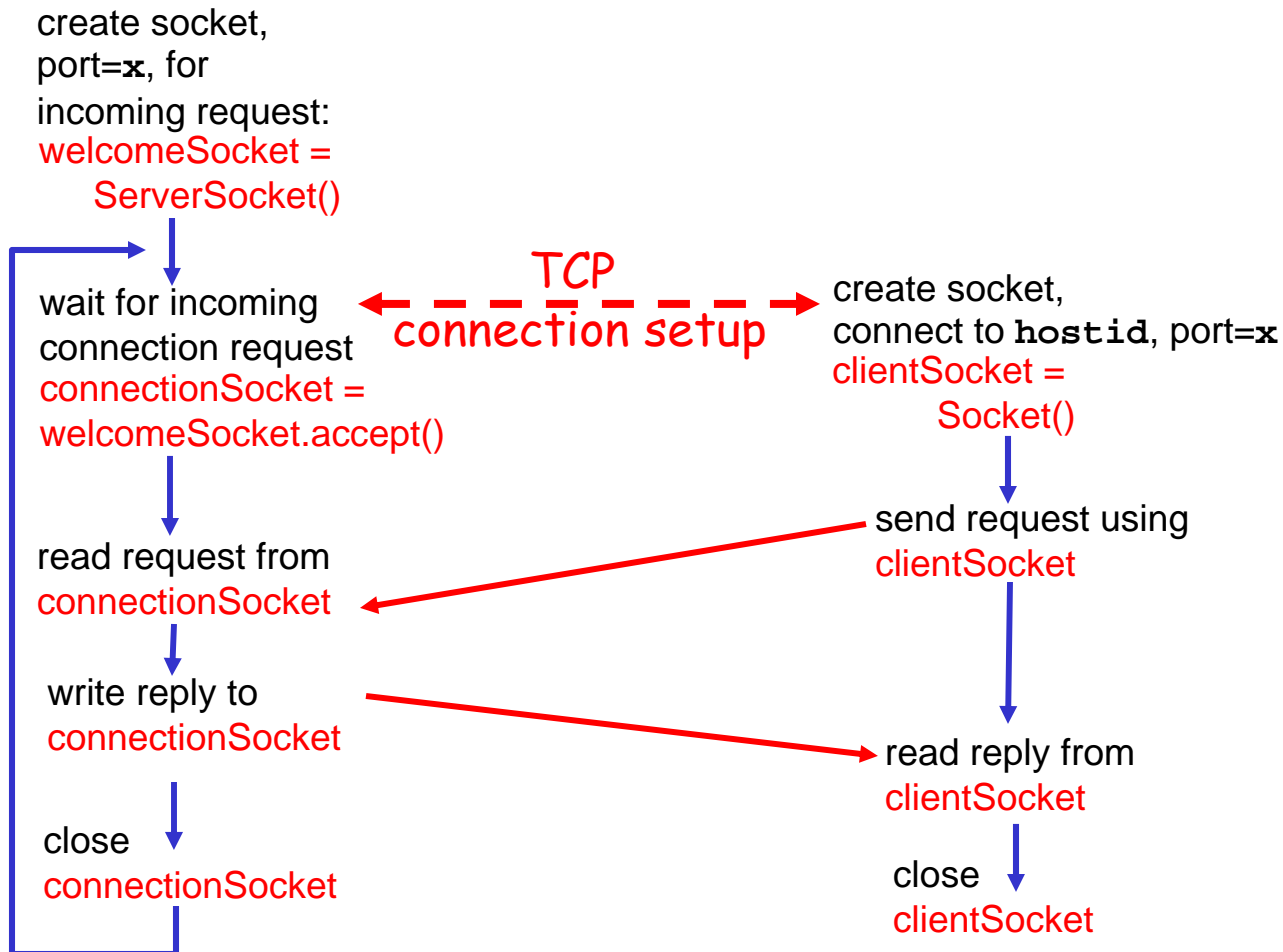 create socket,
port=x, for
incoming request:
welcomeSocket =
ServerSocket()
wait for incoming
connection request
connectionSocket =
welcomeSocket.accept()
TCP
connection setup
create socket,
connect to hostid, port=x
clientSocket =
Socket()
send request using
clientSocket
read request from
connectionSocket
write reply to
connectionSocket
read reply from
clientSocket
close
connectionSocket
close
clientSocket